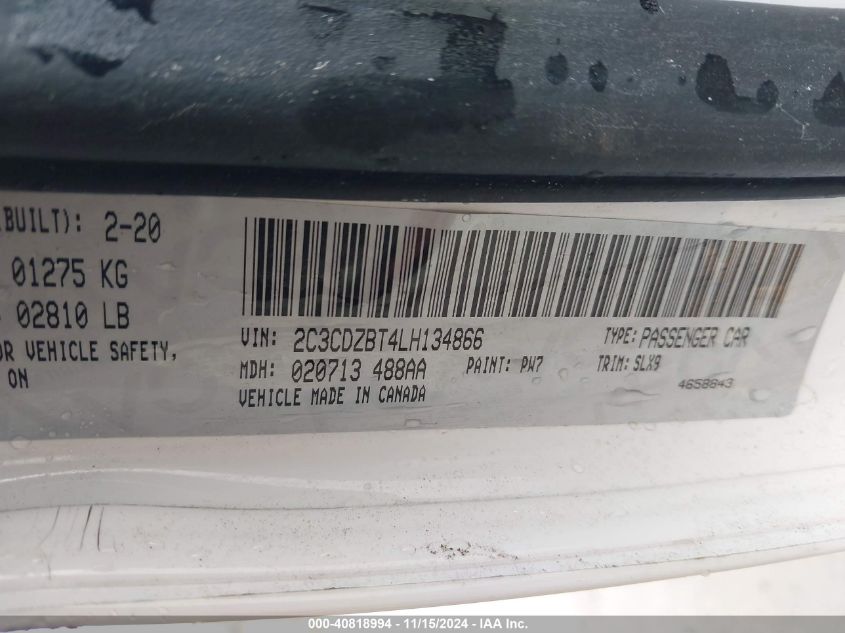 (BUILT): 2-20
01275 KG
02810 LB
OR VEHICLE SAFETY,
ON
VIN: 2C3CDZBT4LH134866
TYPE: PASSENGER CAR
MDH: 020713 488AA
PAINT: PW7
TRIM: SLX9
VEHICLE MADE IN CANADA
4658643
000-40818994 - 11/15/2024 - IAA Inc.